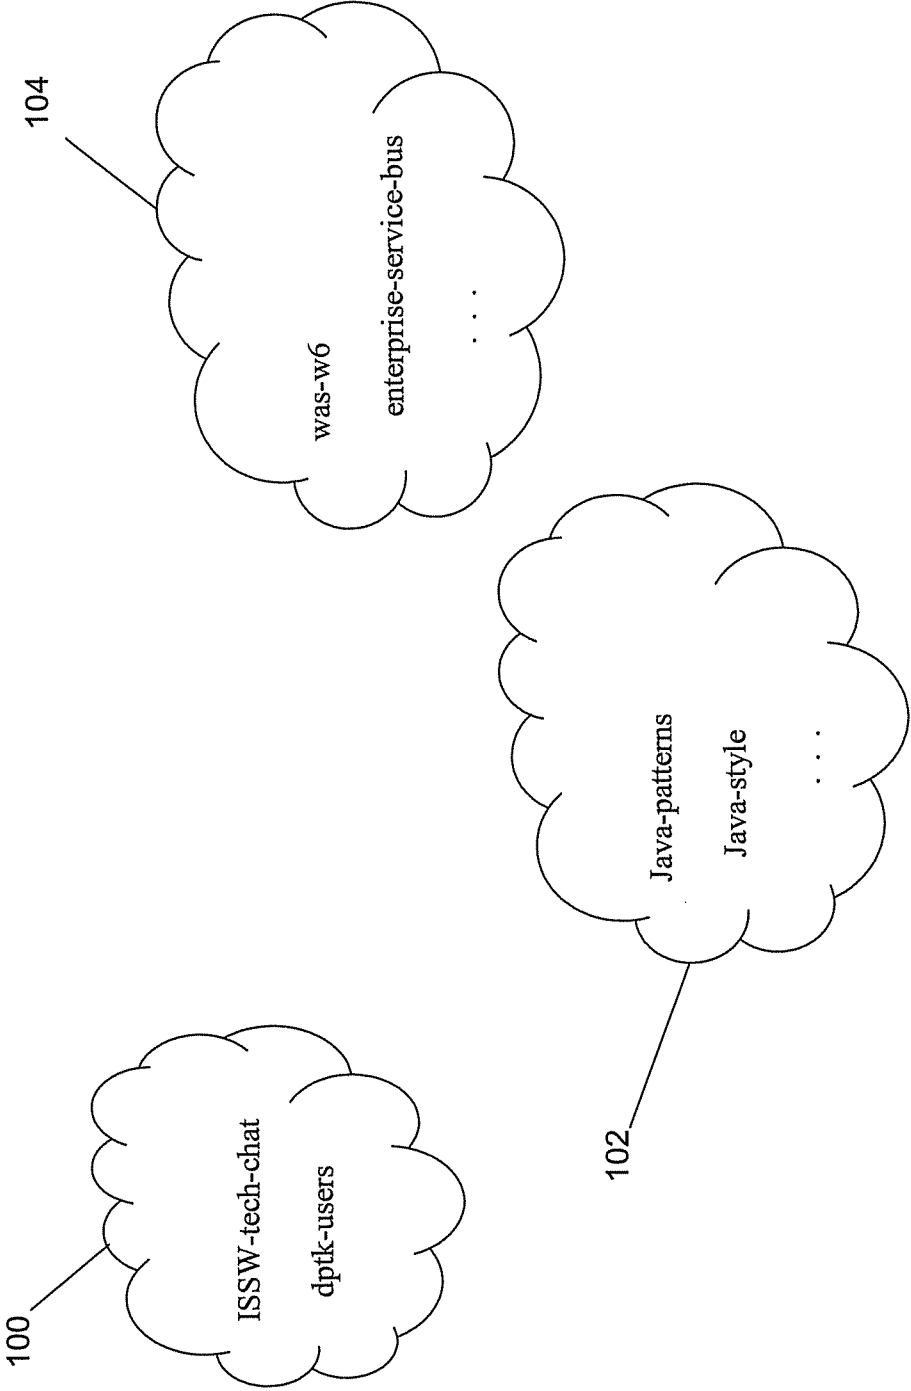 100
ISSW-tech-chat
dptk-users
102
Java-patterns
Java-style
. . .
104
was-w6
enterprise-service-bus
. . . .